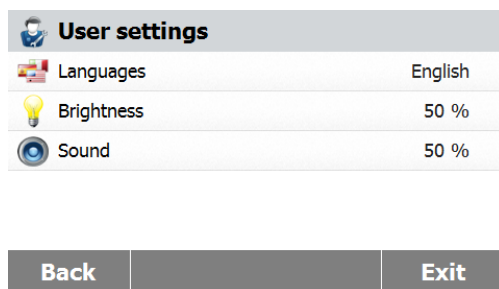 User settings
Languages English
Brightness 50 %
Sound 50 %
Back Exit